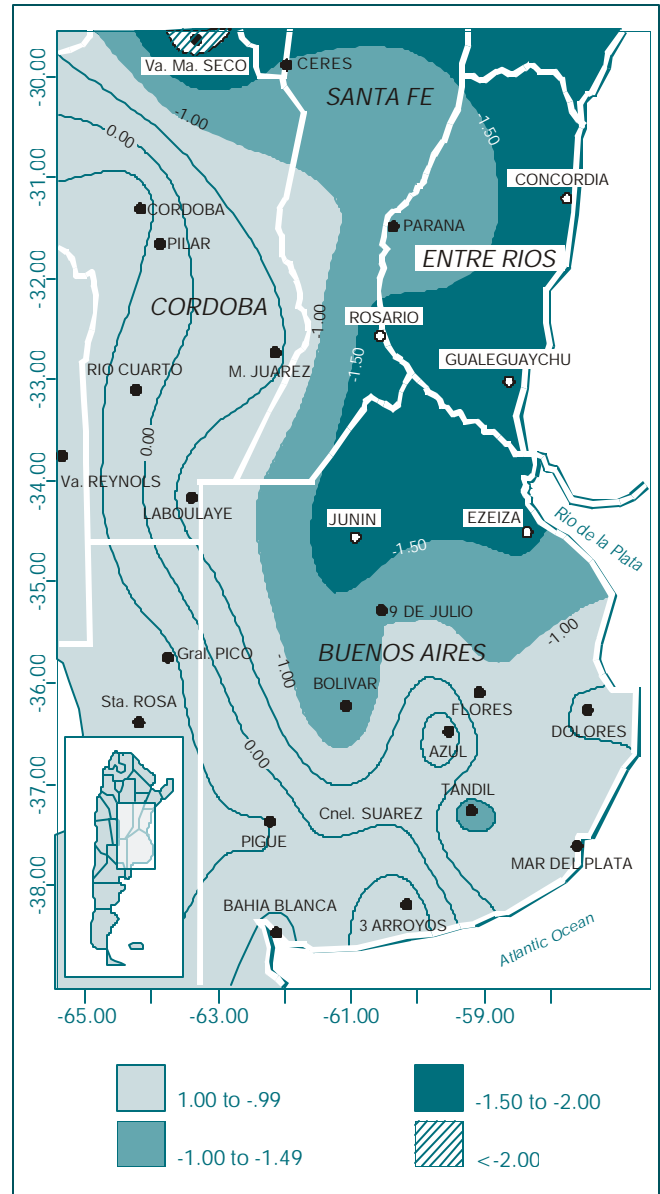 -30.00
Va. Ma. SECO
CERES
SANTA FE
-1.00
0.00
-1.50
-31.00
CONCORDIA
CORDOBA
PARANA
PILAR
ENTRE RIOS
-32.00
CORDOBA
-1.00
ROSARIO
GUALEGUAYCHU
-1.50
M. JUAREZ
RIO CUARTO
-33.00
0.00
-34.00
Va. REYNOLS
LABOULAYE
JUNIN
EZEIZA
Rio de la Plata
-1.50
-35.00
9 DE JULIO
-1.00
BUENOS AIRES
Gral. PICO
-1.00
BOLIVAR
-36.00
Sta. ROSA
FLORES
DOLORES
AZUL
0.00
-37.00
TANDIL
Cnel. SUAREZ
PIGUE
MAR DEL PLATA
-38.00
BAHIA BLANCA
3 ARROYOS
Atlantic Ocean
-65.00 -63.00 -61.00 -59.00
1.00 to -.99
-1.50 to -2.00
-1.00 to -1.49
<-2.00